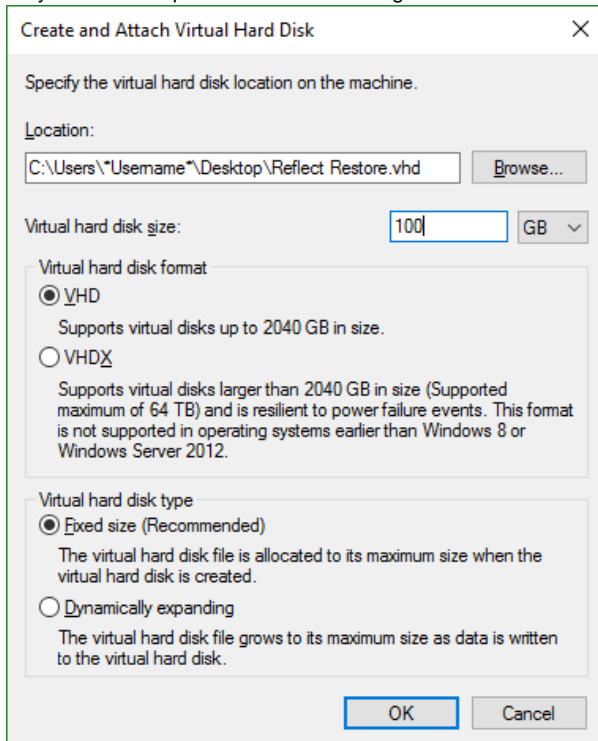 Create and Attach Virtual Hard Disk
Specify the virtual hard disk location on the machine.
Location:
C:\Users\*Username*\Desktop\Reflect Restore.vhd
Browse...
Virtual hard disk size:
100
GB
Virtual hard disk format
VHD
Supports virtual disks up to 2040 GB in size.
VHDX
Supports virtual disks larger than 2040 GB in size (Supported
maximum of 64 TB) and is resilient to power failure events. This format
is not supported in operating systems earlier than Windows 8 or
Windows Server 2012.
Virtual hard disk type
Fixed size (Recommended)
The virtual hard disk file is allocated to its maximum size when the
virtual hard disk is created.
Dynamically expanding
The virtual hard disk file grows to its maximum size as data is written
to the virtual hard disk.
OK
Cancel